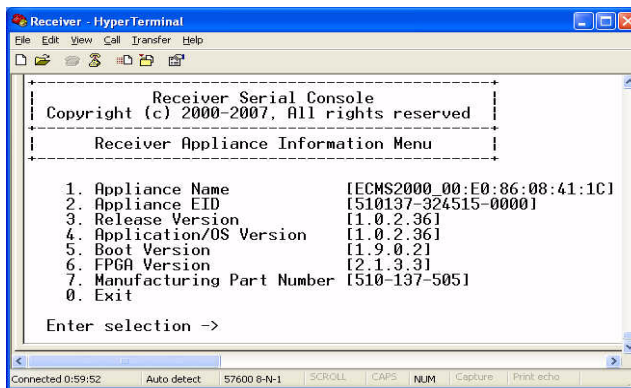 Receiver - HyperTerminal
File Edit View Call Transfer Help
Receiver Serial Console
Copyright (c) 2000-2007, All rights reserved
Receiver Appliance Information Menu
1. Appliance Name [ECMS2000_00:E0:86:08:41:1C]
2. Appliance EID [510137-324515-0000]
3. Release Version [1.0.2.36]
4. Application/OS Version [1.0.2.36]
5. Boot Version [1.9.0.2]
6. FPGA Version [2.1.3.3]
7. Manufacturing Part Number [510-137-505]
0. Exit
Enter selection ->
Connected 0:59:52 Auto detect 57600 8-N-1 SCROLL CAPS NUM Capture Print echo